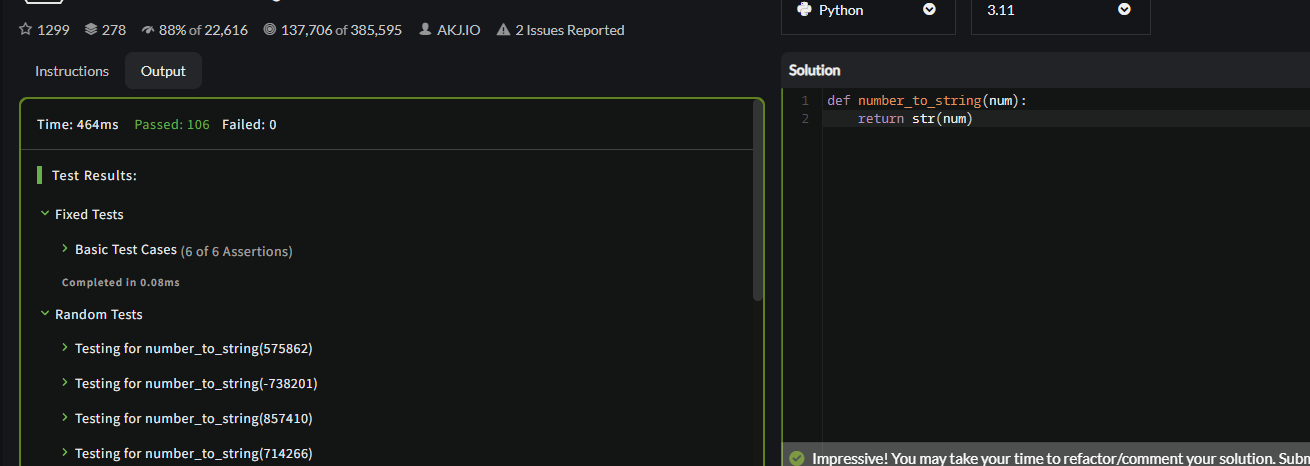 1299 278 88% of 22,616 137,706 of 385,595 AKJ.IO 2 Issues Reported
Python 3.11
Instructions Output
Time: 464ms Passed: 106 Failed: 0
Test Results:
Fixed Tests
Basic Test Cases (6 of 6 Assertions)
Completed in 0.08ms
Random Tests
Testing for number_to_string(575862)
Testing for number_to_string(-738201)
Testing for number_to_string(857410)
Testing for number_to_string(714266)
Solution
1 def number_to_string(num):
2 return str(num)
Impressive! You may take your time to refactor/comment your solution.